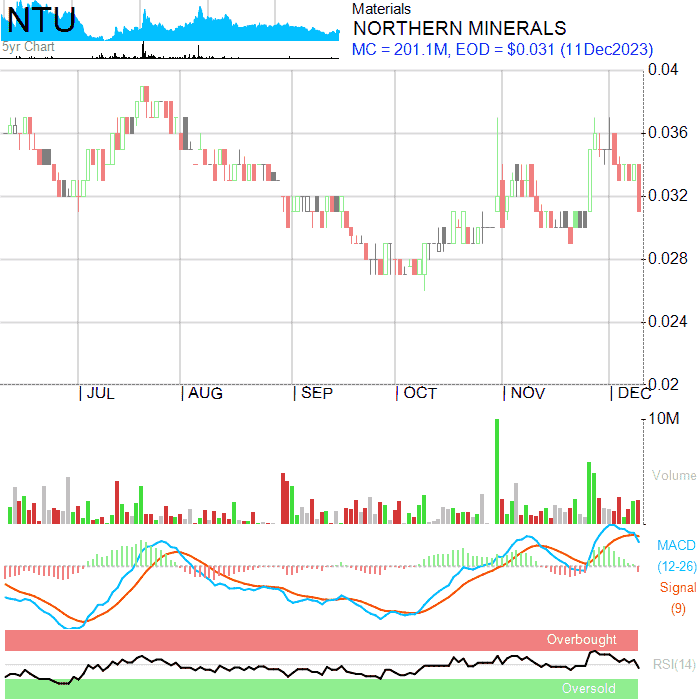 NTU
5yr Chart
Materials
NORTHERN MINERALS
MC = 201.1M, EOD = $0.031 (11Dec2023)
0.04
0.036
0.032
0.028
0.024
0.02
JUL AUG SEP OCT NOV DEC
10M
Volume
MACD
(12-26)
Signal
(9)
Overbought
RSI(14)
Oversold